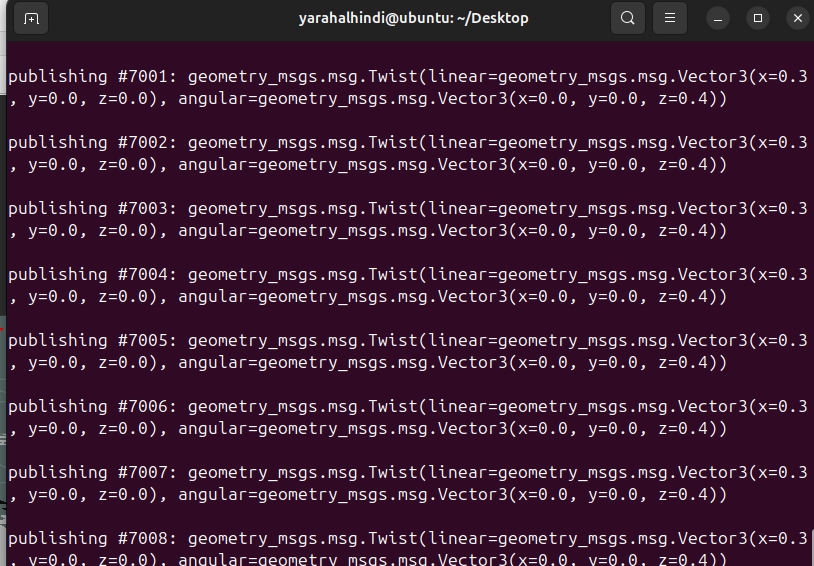 yarahalhindi@ubuntu: ~/Desktop
publishing #7001: geometry_msgs.msg.Twist(linear=geometry_msgs.msg.Vector3(x=0.3
, y=0.0, z=0.0), angular=geometry_msgs.msg.Vector3(x=0.0, y=0.0, z=0.4))
publishing #7002: geometry_msgs.msg.Twist(linear=geometry_msgs.msg.Vector3(x=0.3
, y=0.0, z=0.0), angular=geometry_msgs.msg.Vector3(x=0.0, y=0.0, z=0.4))
publishing #7003: geometry_msgs.msg.Twist(linear=geometry_msgs.msg.Vector3(x=0.3
, y=0.0, z=0.0), angular=geometry_msgs.msg.Vector3(x=0.0, y=0.0, z=0.4))
publishing #7004: geometry_msgs.msg.Twist(linear=geometry_msgs.msg.Vector3(x=0.3
, y=0.0, z=0.0), angular=geometry_msgs.msg.Vector3(x=0.0, y=0.0, z=0.4))
publishing #7005: geometry_msgs.msg.Twist(linear=geometry_msgs.msg.Vector3(x=0.3
, y=0.0, z=0.0), angular=geometry_msgs.msg.Vector3(x=0.0, y=0.0, z=0.4))
publishing #7006: geometry_msgs.msg.Twist(linear=geometry_msgs.msg.Vector3(x=0.3
, y=0.0, z=0.0), angular=geometry_msgs.msg.Vector3(x=0.0, y=0.0, z=0.4))
publishing #7007: geometry_msgs.msg.Twist(linear=geometry_msgs.msg.Vector3(x=0.3
, y=0.0, z=0.0), angular=geometry_msgs.msg.Vector3(x=0.0, y=0.0, z=0.4))
publishing #7008: geometry_msgs.msg.Twist(linear=geometry_msgs.msg.Vector3(x=0.3
, y=0.0, z=0.0), angular=geometry_msgs.msg.Vector3(x=0.0, y=0.0, z=0.4))